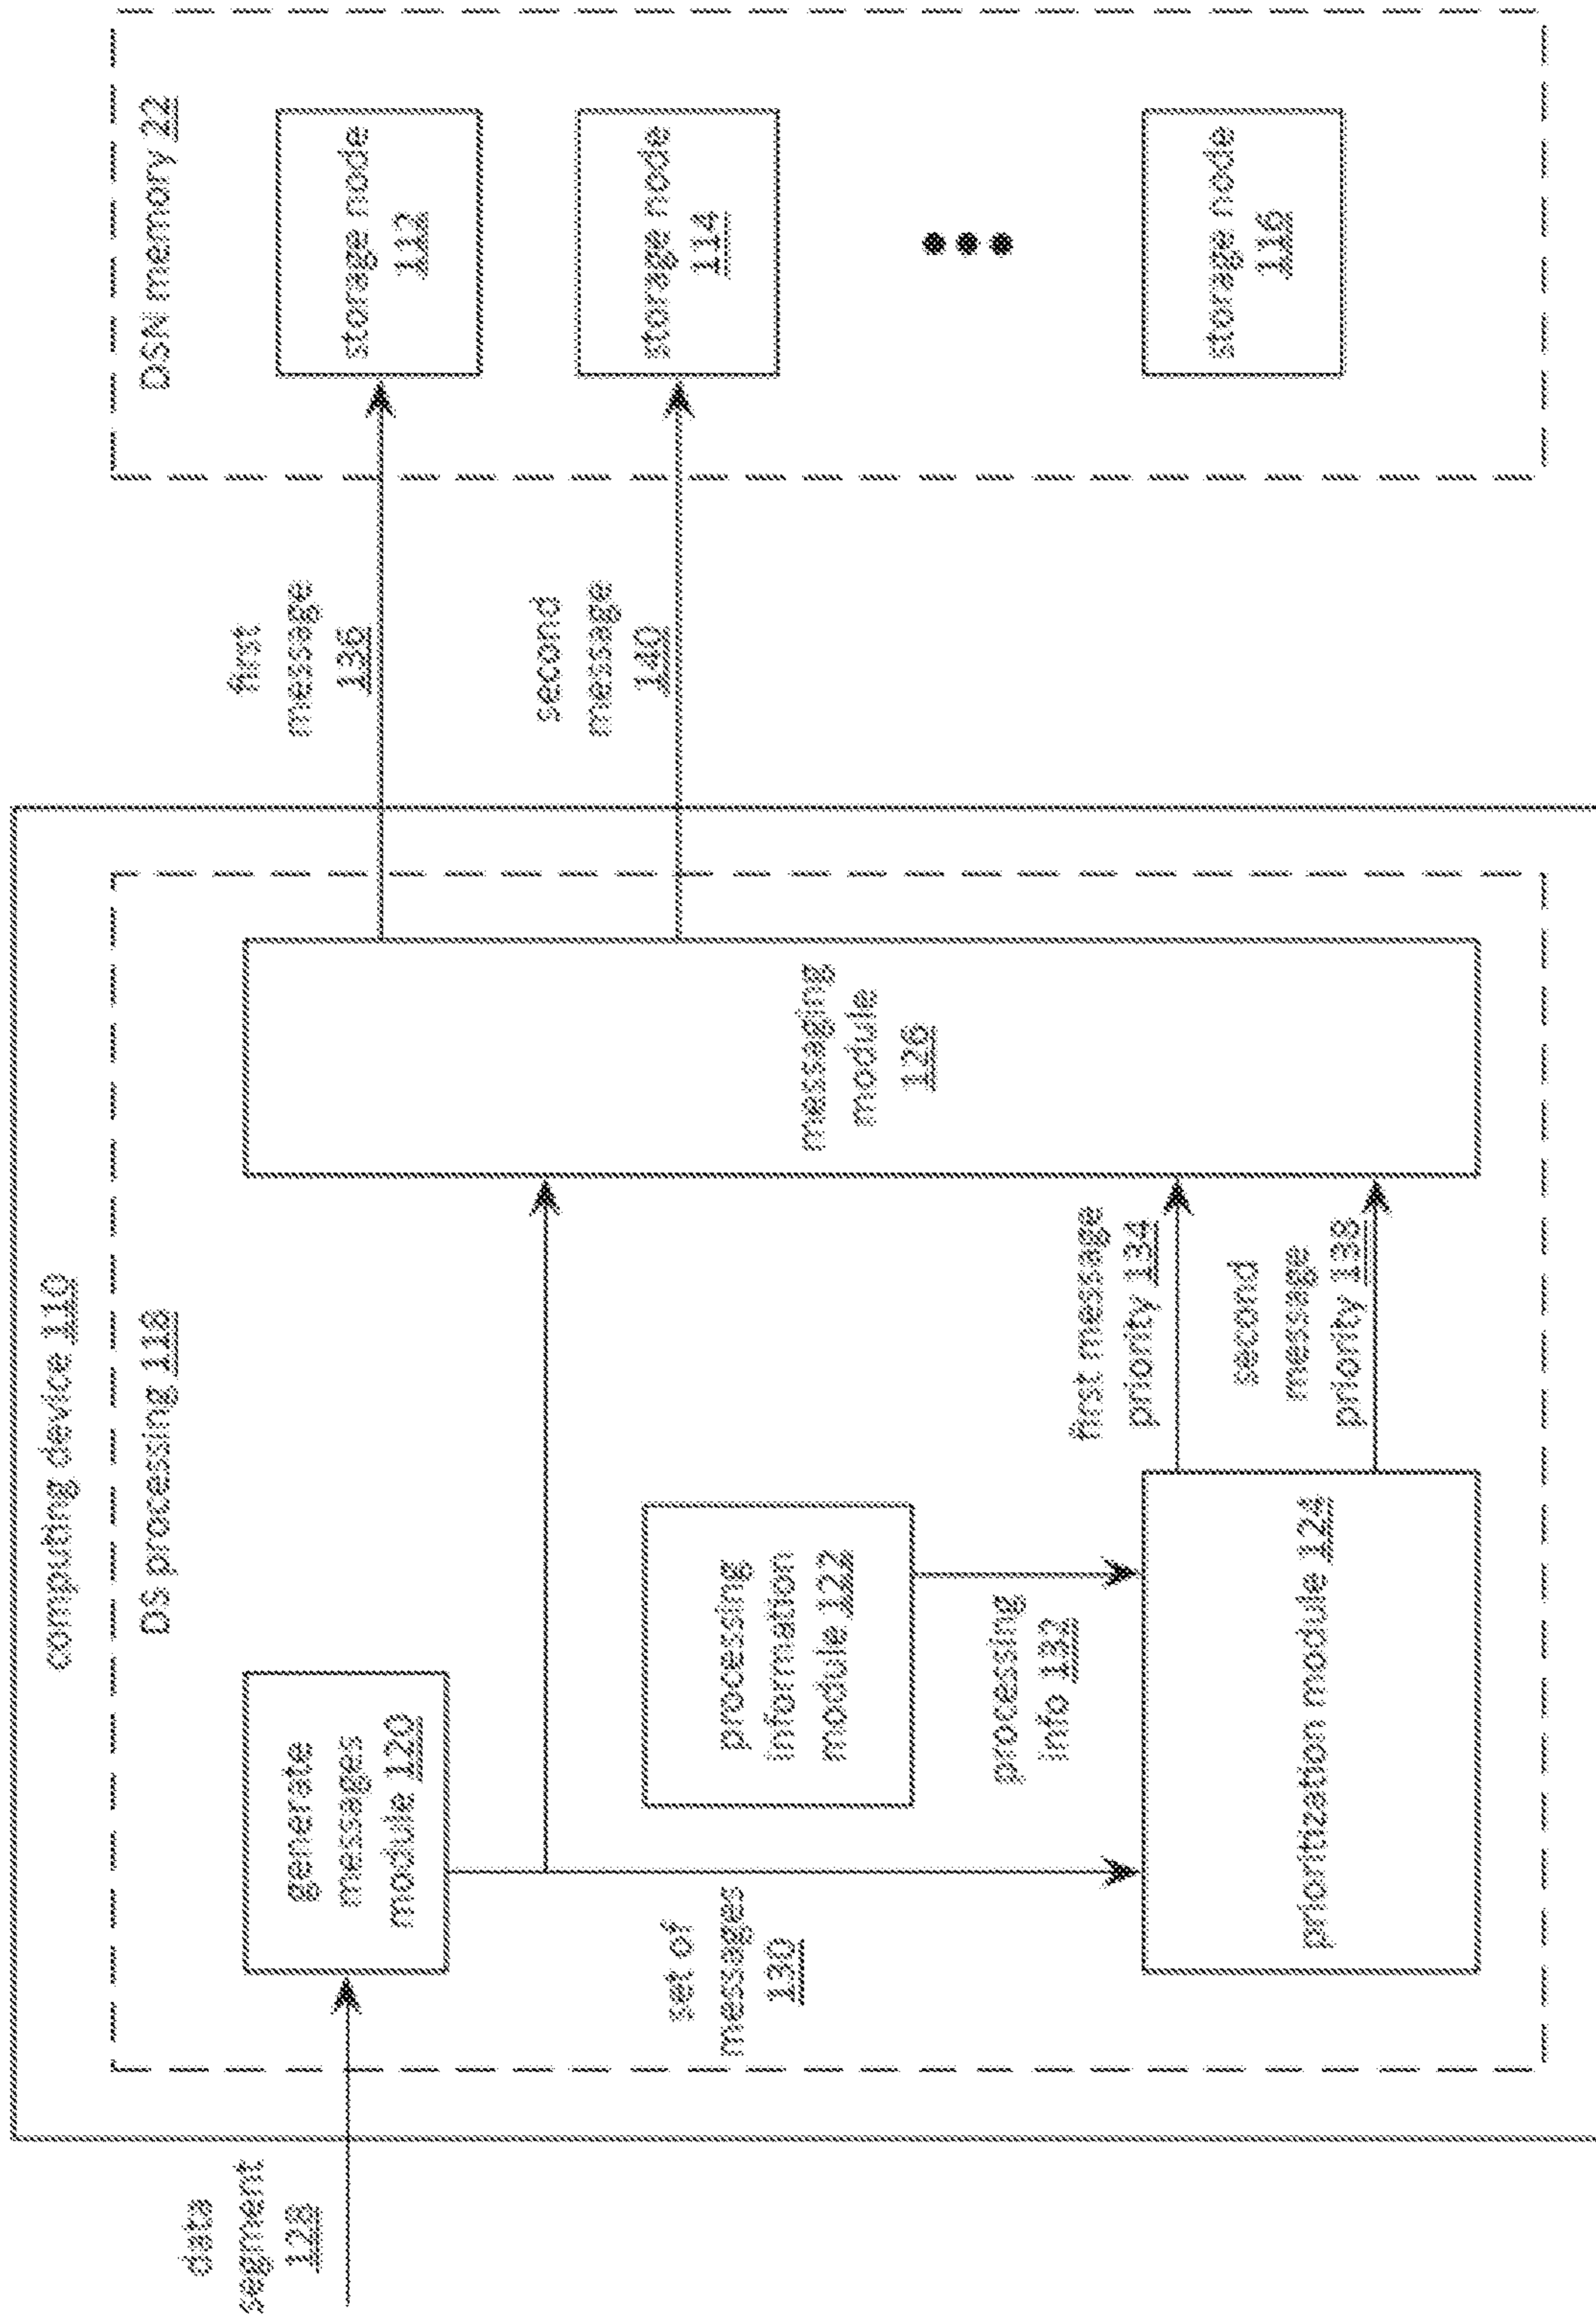 computing device 110
DS processing 118
data
segment
128
generate
messages
module 120
set of
messages
130
processing
information
module 122
processing
info 132
prioritization module 124
first message
priority 134
second
message
priority 138
messaging
module
126
first
message
136
second
message
140
DSN memory 22
storage node
112
storage node
114
storage node
116